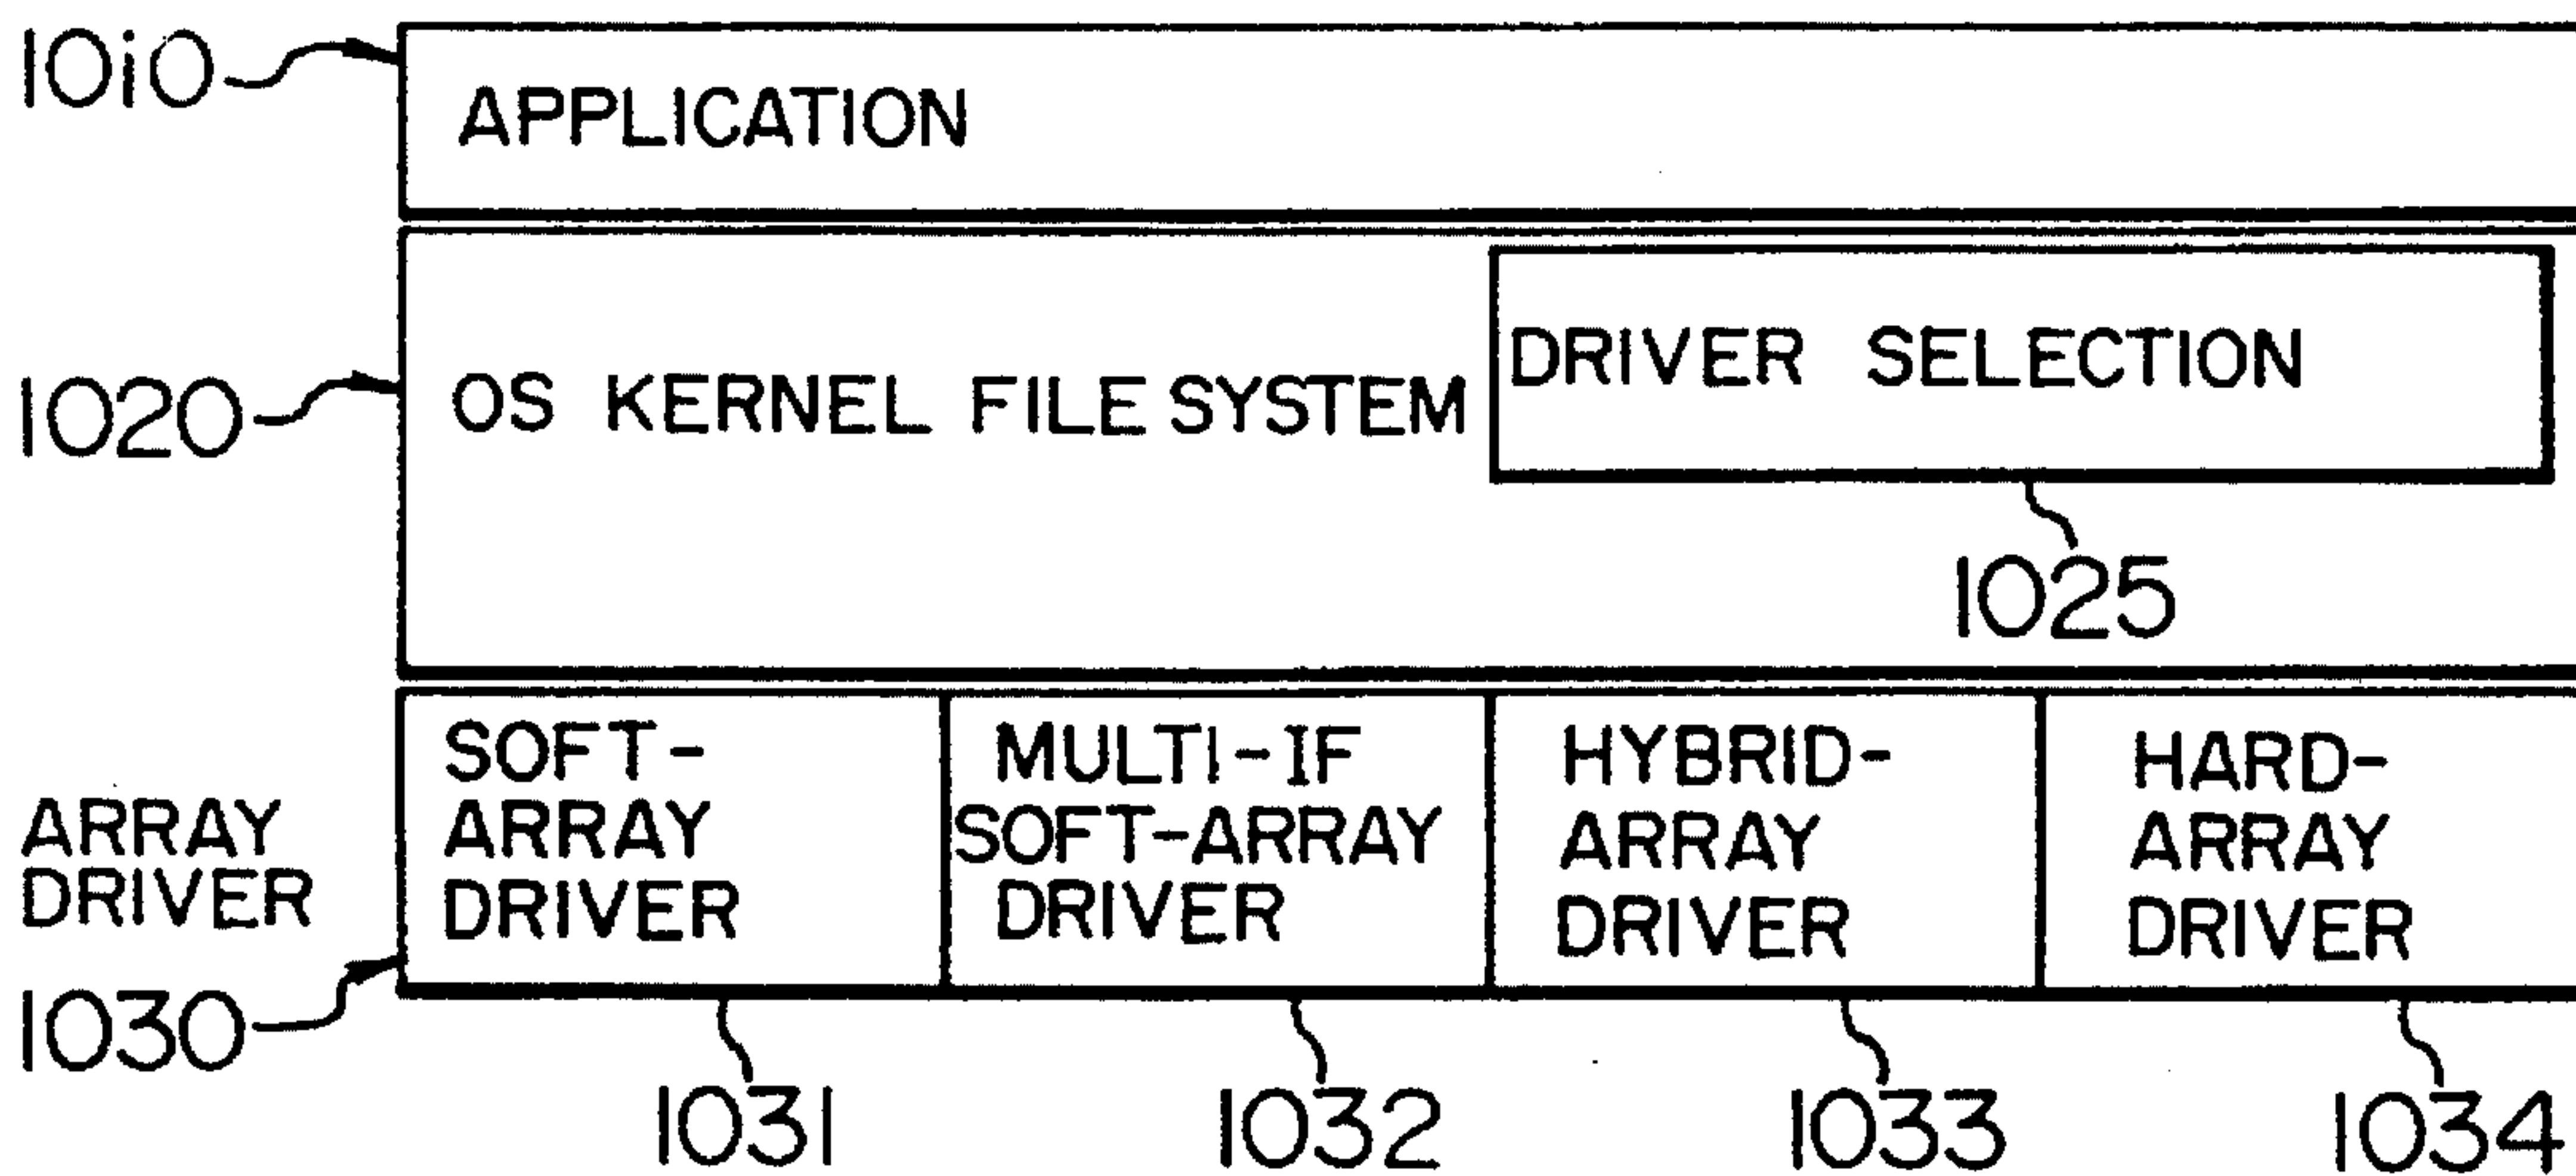 10i0
APPLICATION
1020
OS KERNEL FILE SYSTEM
DRIVER SELECTION
1025
ARRAY
DRIVER
1030
SOFT-
ARRAY
DRIVER
MULTI-IF
SOFT-ARRAY
DRIVER
HYBRID-
ARRAY
DRIVER
HARD-
ARRAY
DRIVER
1031
1032
1033
1034